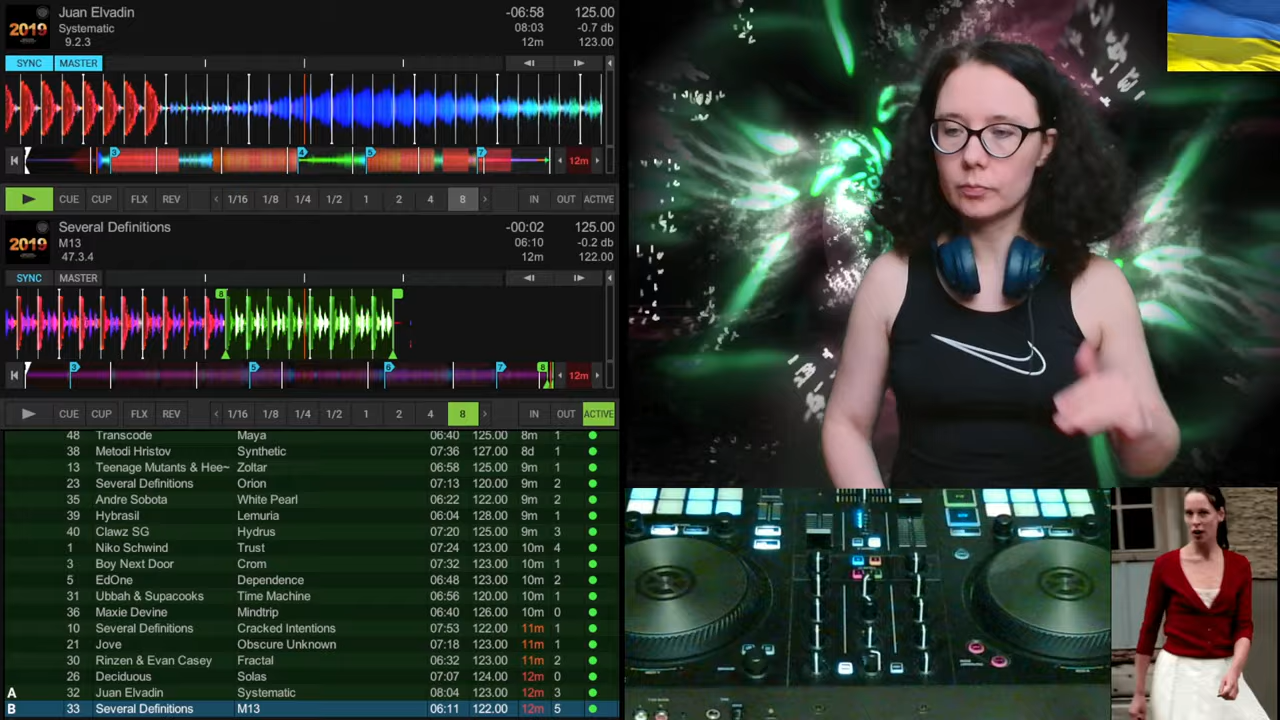 2019 Juan Elvadin -06:58 125.00
Systematic 08:03 -0.7 db
9.2.3 12m 123.00
SYNC MASTER
3 4 5 7 12m
CUE CUP FLX REV 1/16 1/8 1/4 1/2 1 2 4 8 IN OUT ACTIVE
2019 Several Definitions -00:02 125.00
M13 06:10 -0.2 db
47.3.4 12m 122.00
SYNC MASTER
8
3 5 6 7 8 12m
CUE CUP FLX REV 1/16 1/8 1/4 1/2 1 2 4 8 IN OUT ACTIVE
48 Transcode Maya 06:40 125.00 8m 1
38 Metodi Hristov Synthetic 07:36 127.00 8d 1
13 Teenage Mutants & Hee~ Zoltar 06:58 125.00 9m 1
23 Several Definitions Orion 07:13 120.00 9m 2
35 Andre Sobota White Pearl 06:22 122.00 9m 2
39 Hybrasil Lemuria 06:04 128.00 9m 1
40 Clawz SG Hydrus 07:20 125.00 9m 3
1 Niko Schwind Trust 07:24 123.00 10m 4
3 Boy Next Door Crom 07:32 123.00 10m 1
5 EdOne Dependence 06:48 123.00 10m 2
31 Ubbah & Supacooks Time Machine 06:56 120.00 10m 1
36 Maxie Devine Mindtrip 06:40 126.00 10m 0
10 Several Definitions Cracked Intentions 07:53 122.00 11m 1
21 Jove Obscure Unknown 07:18 123.00 11m 1
30 Rinzen & Evan Casey Fractal 06:32 123.00 11m 2
26 Deciduous Solas 07:07 124.00 12m 0
A 32 Juan Elvadin Systematic 08:04 123.00 12m 3
B 33 Several Definitions M13 06:11 122.00 12m 5